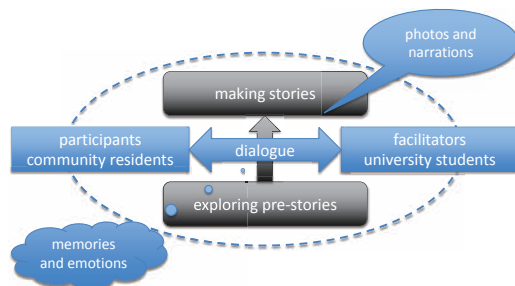 photos and
narrations
making stories
participants
community residents
dialogue
facilitators
university students
exploring pre-stories
memories
and emotions